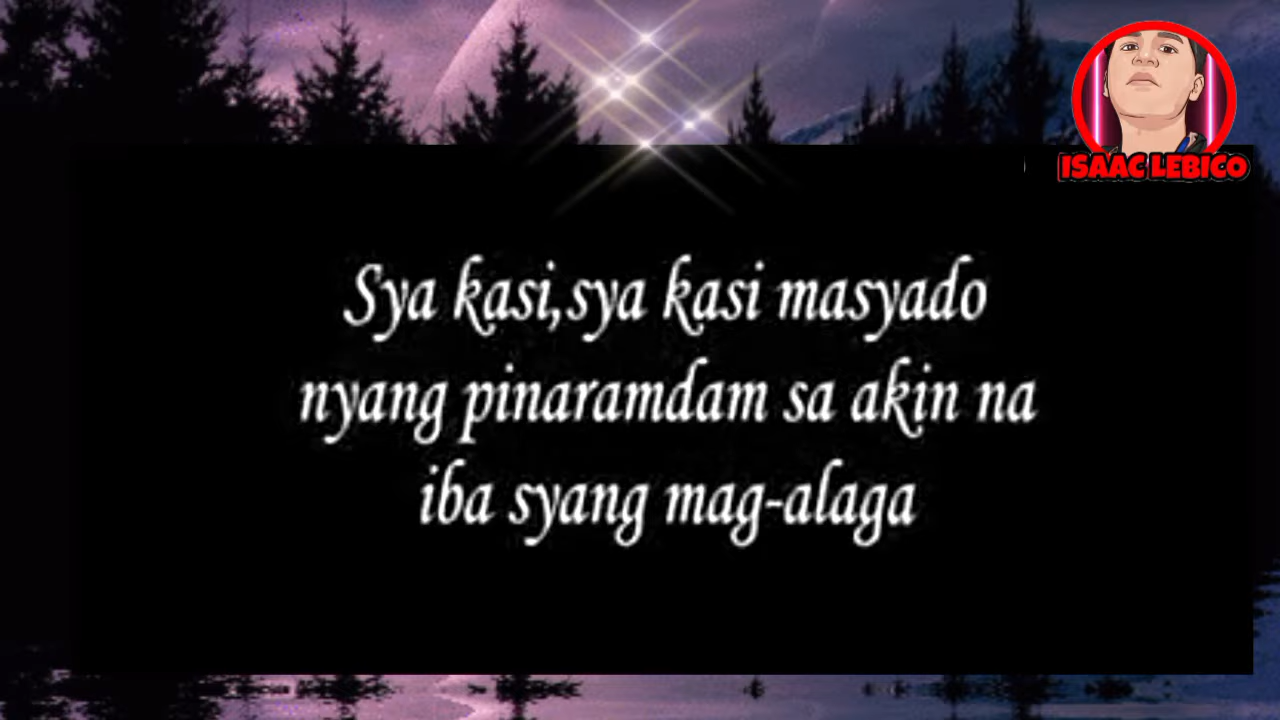 ISAAC LEBICO
Sya kasi,sya kasi masyado
nyang pinaramdam sa akin na
iba syang mag-alaga